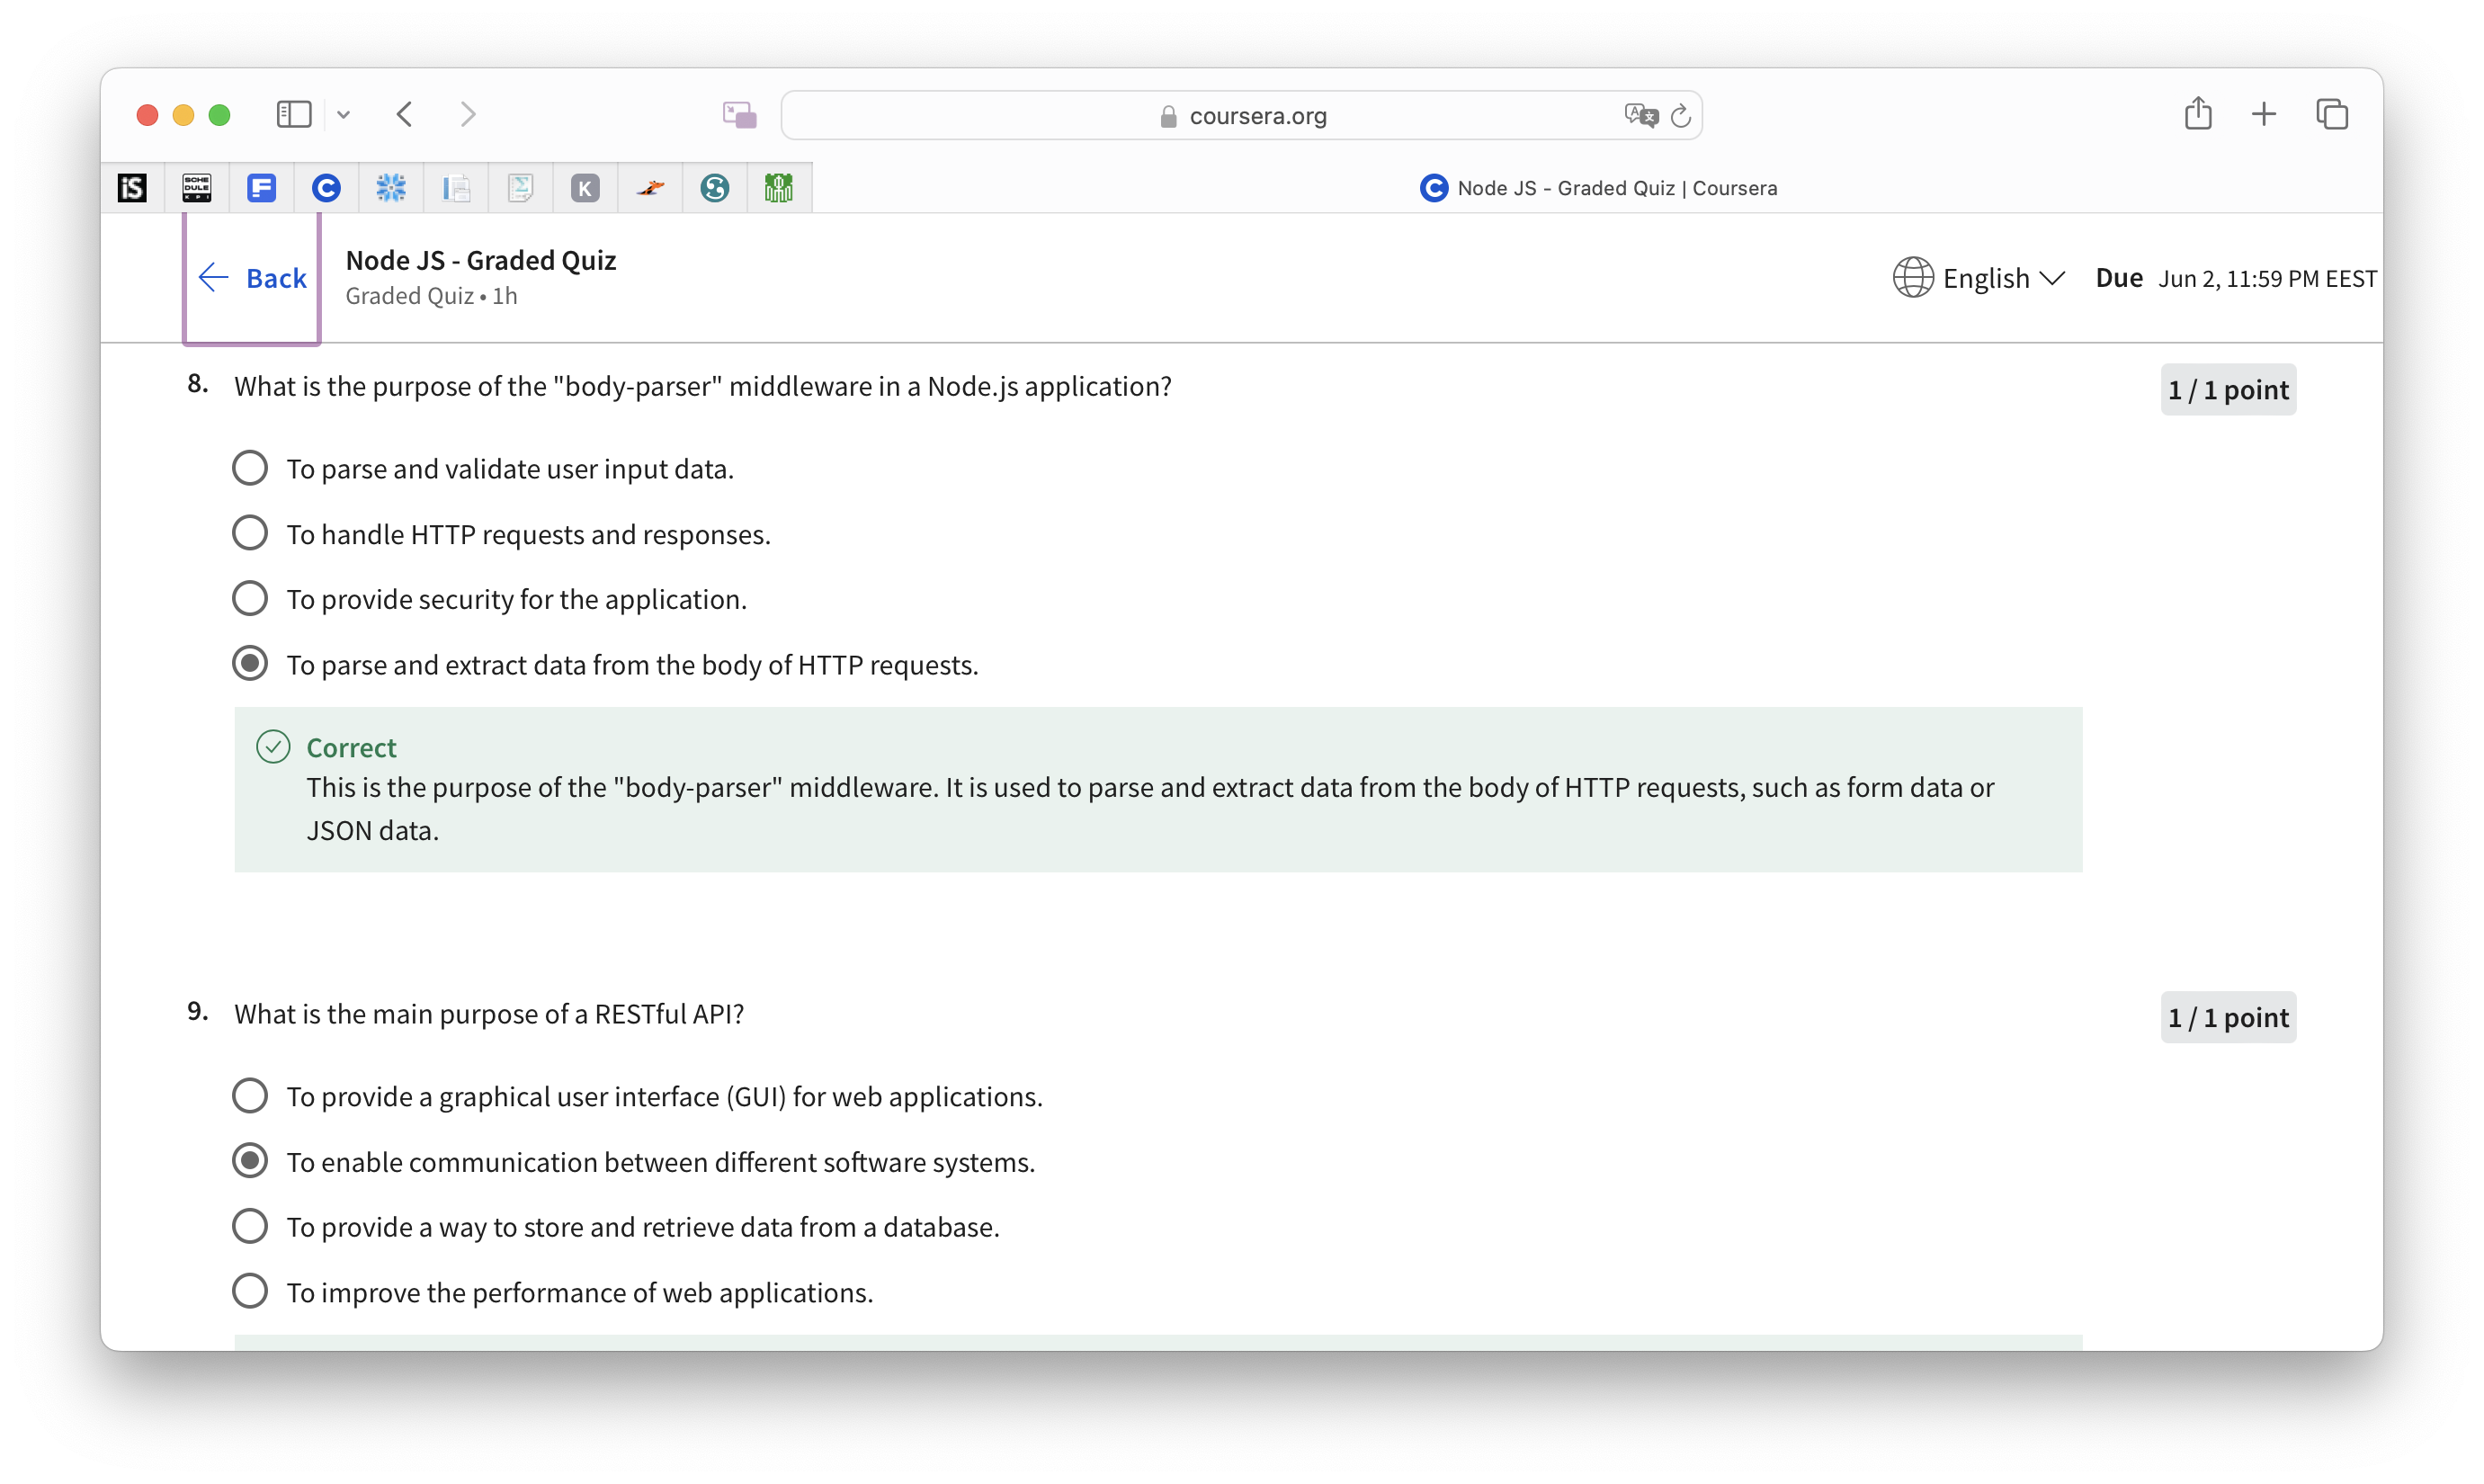 coursera.org
iS
SCHE
DULE
KPI
K
Node JS - Graded Quiz | Coursera
Back
Node JS - Graded Quiz
Graded Quiz • 1h
English
Due Jun 2, 11:59 PM EEST
8. What is the purpose of the "body-parser" middleware in a Node.js application?
1 / 1 point
To parse and validate user input data.
To handle HTTP requests and responses.
To provide security for the application.
To parse and extract data from the body of HTTP requests.
Correct
This is the purpose of the "body-parser" middleware. It is used to parse and extract data from the body of HTTP requests, such as form data or
JSON data.
9. What is the main purpose of a RESTful API?
1 / 1 point
To provide a graphical user interface (GUI) for web applications.
To enable communication between different software systems.
To provide a way to store and retrieve data from a database.
To improve the performance of web applications.